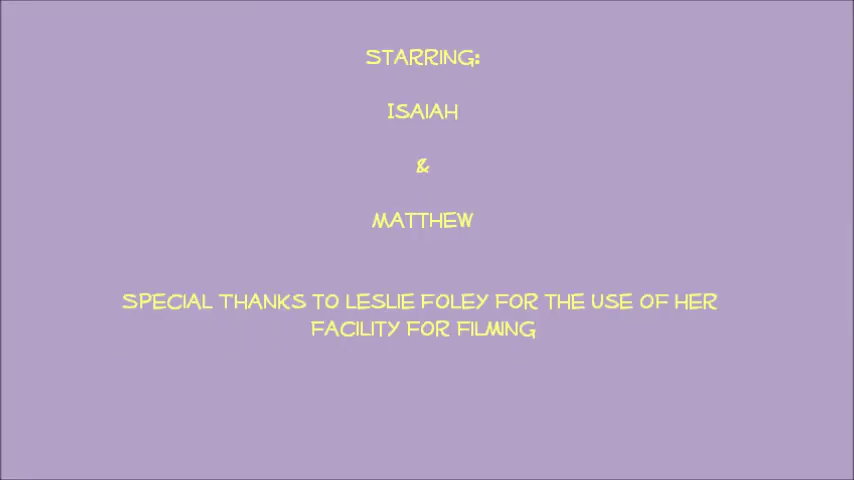 STARRING:
ISAIAH
&
MATTHEW
SPECIAL THANKS TO LESLIE FOLEY FOR THE USE OF HER
FACILITY FOR FILMING